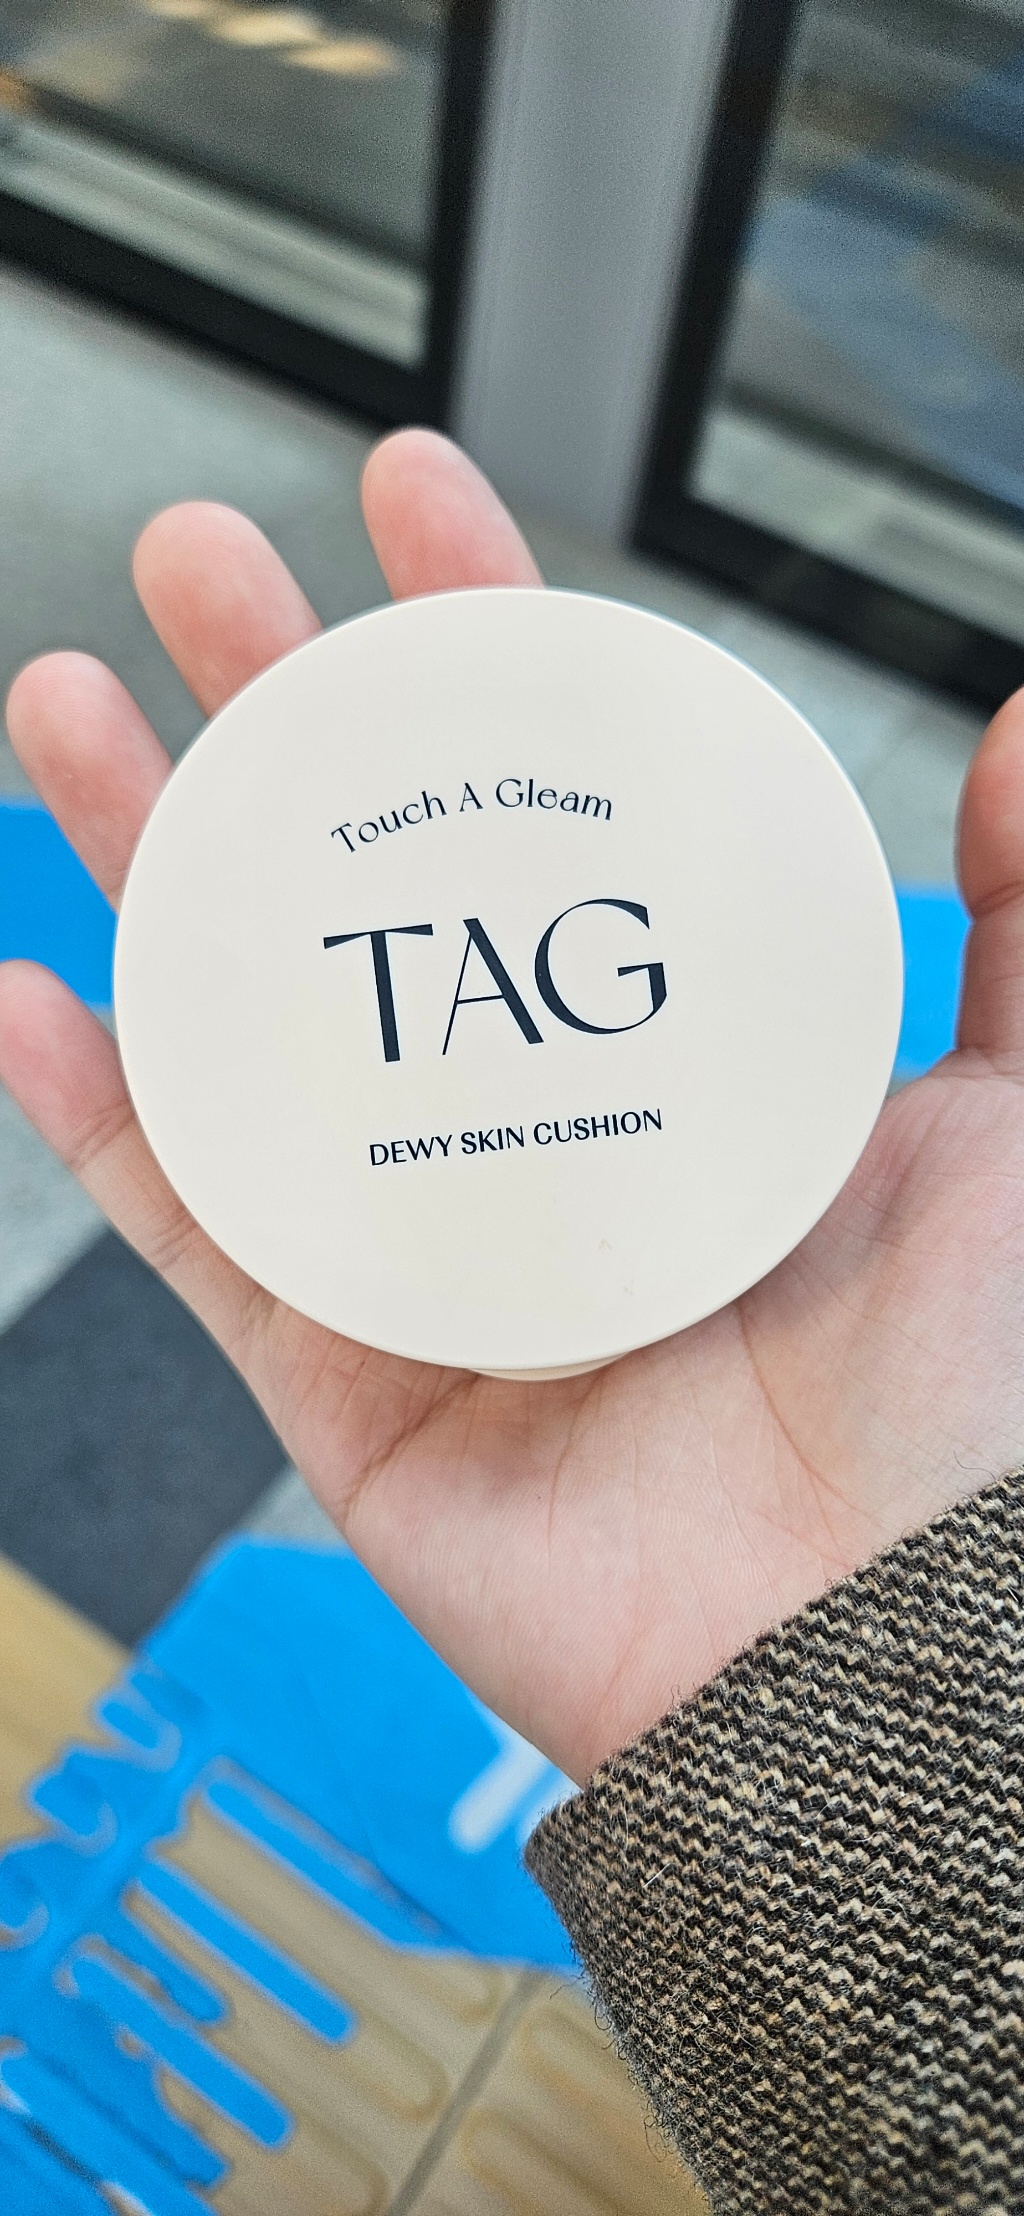 Touch A Gleam
TAG
DEWY SKIN CUSHION